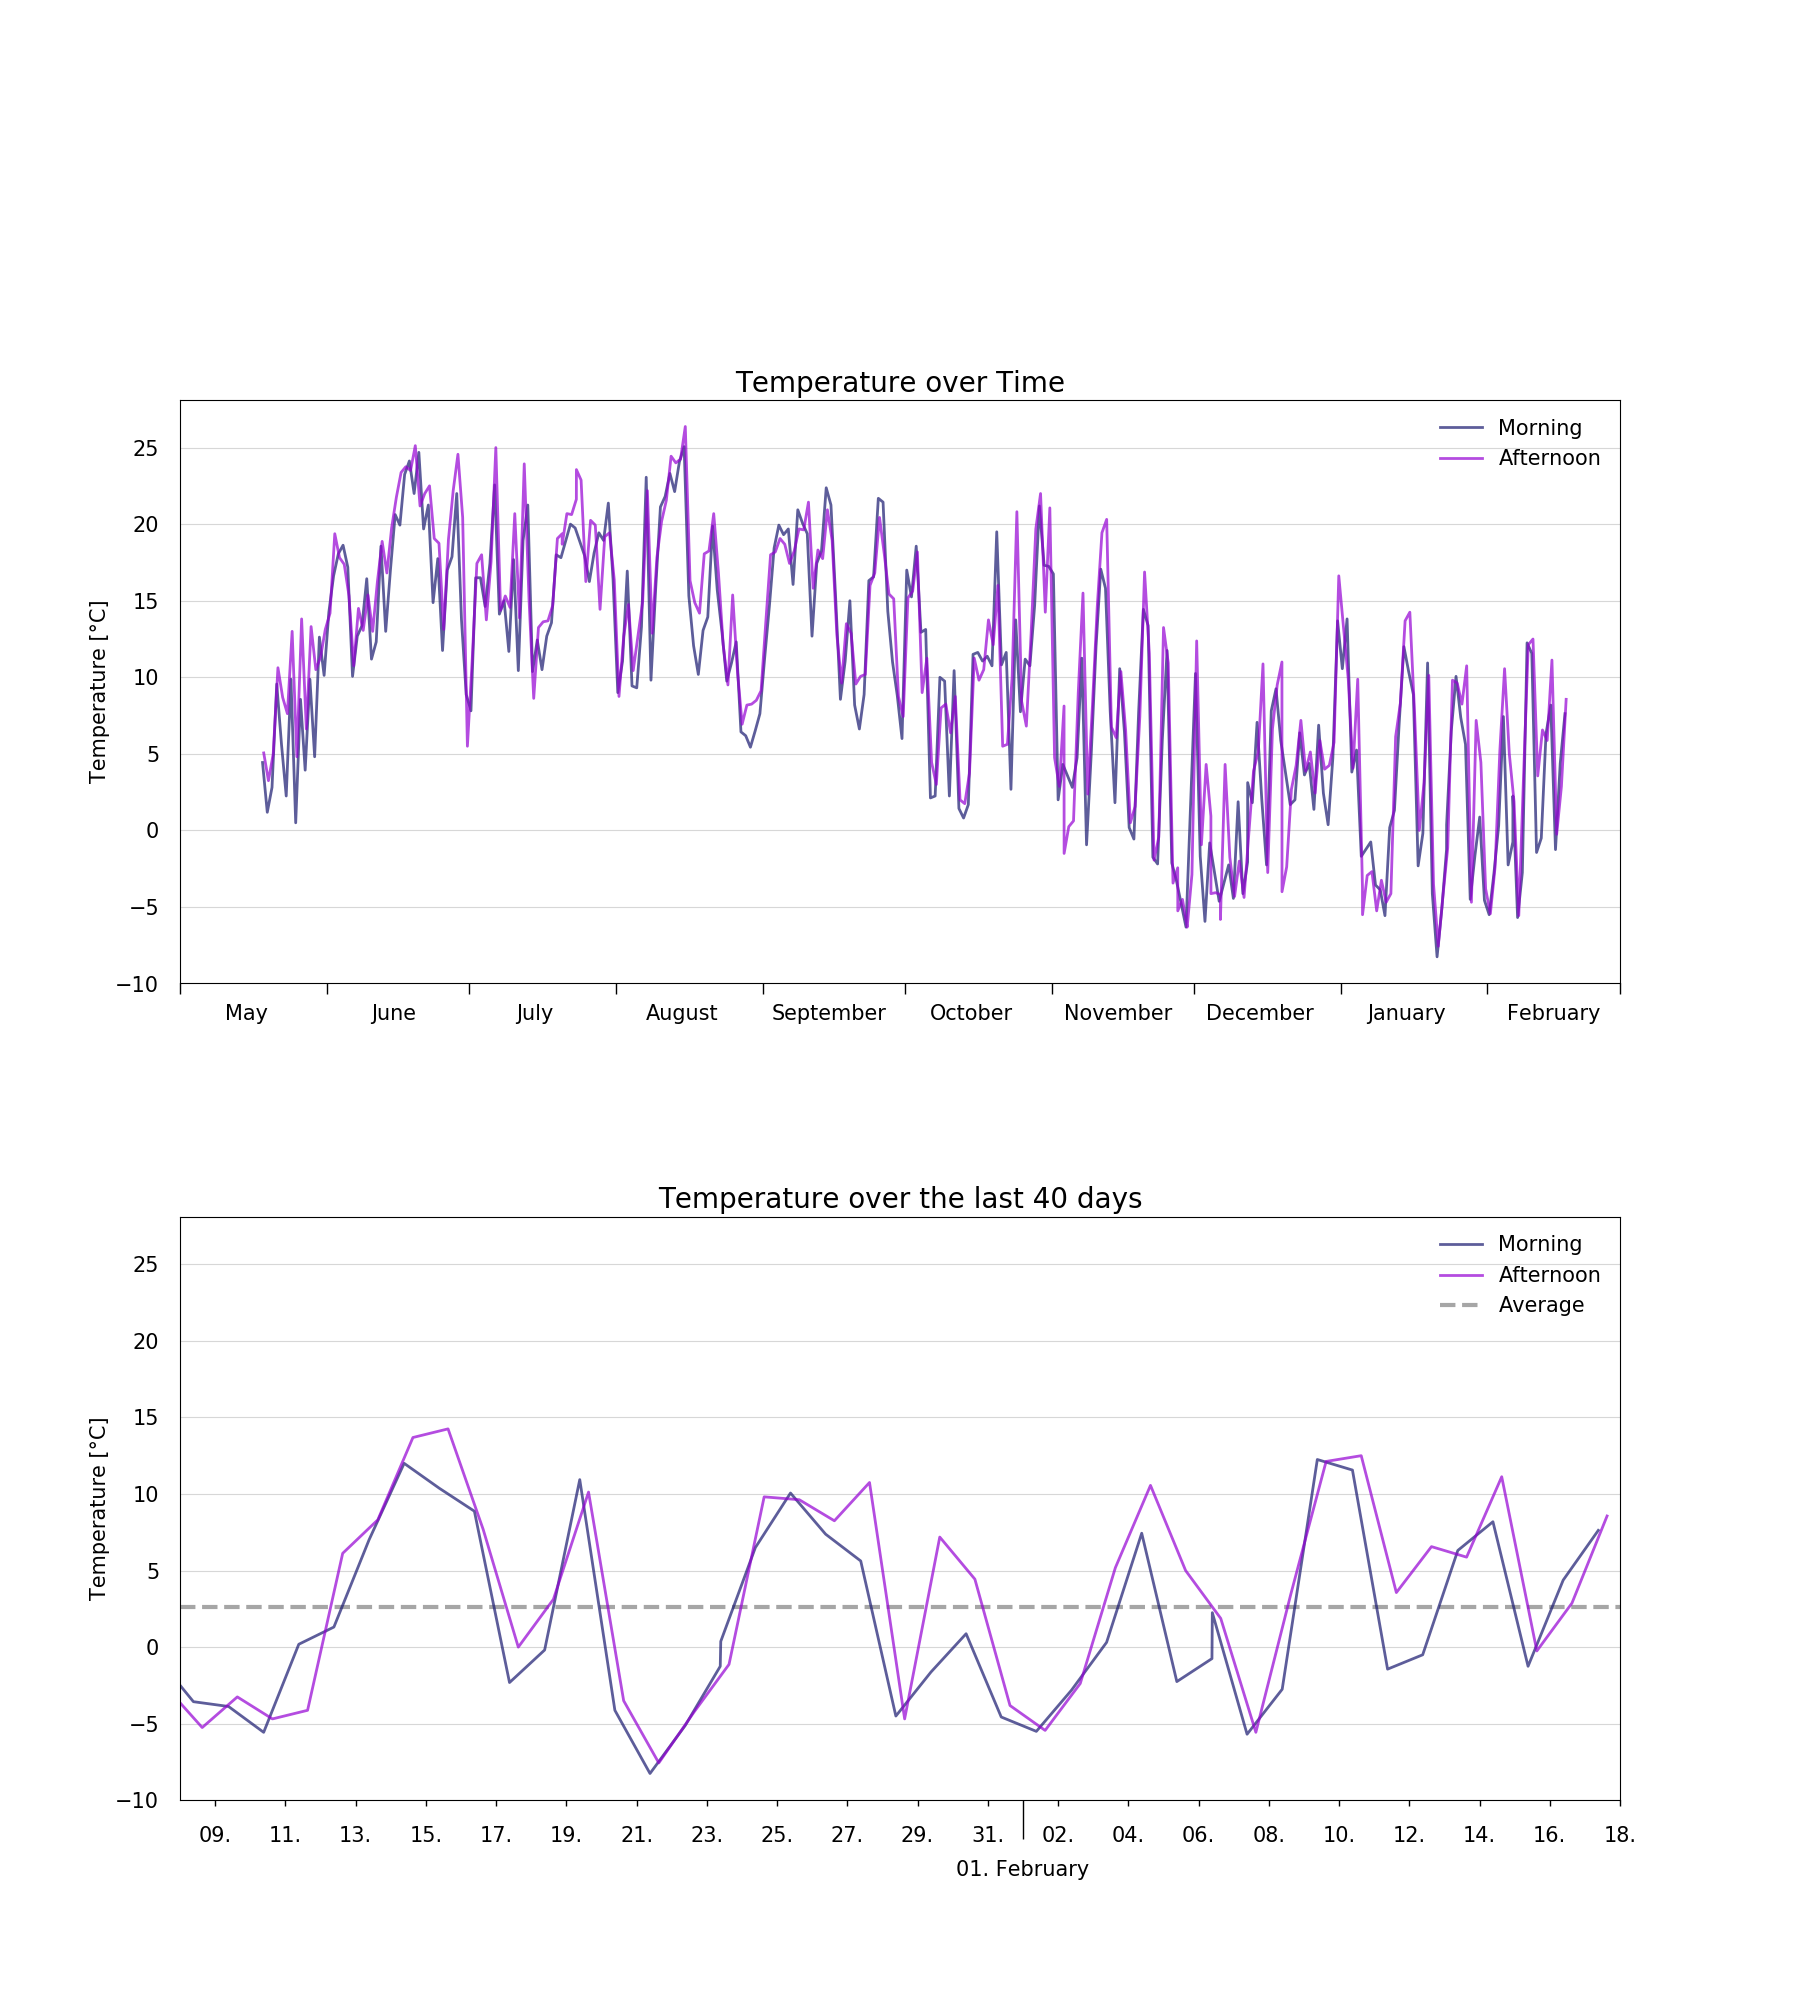 Temperature over Time
Morning
Afternoon
Temperature [°C]
25
20
15
10
5
0
−5
−10
May June July August September October November December January February
Temperature over the last 40 days
Morning
Afternoon
Average
Temperature [°C]
25
20
15
10
5
0
−5
−10
09. 11. 13. 15. 17. 19. 21. 23. 25. 27. 29. 31. 02. 04. 06. 08. 10. 12. 14. 16. 18.
01. February